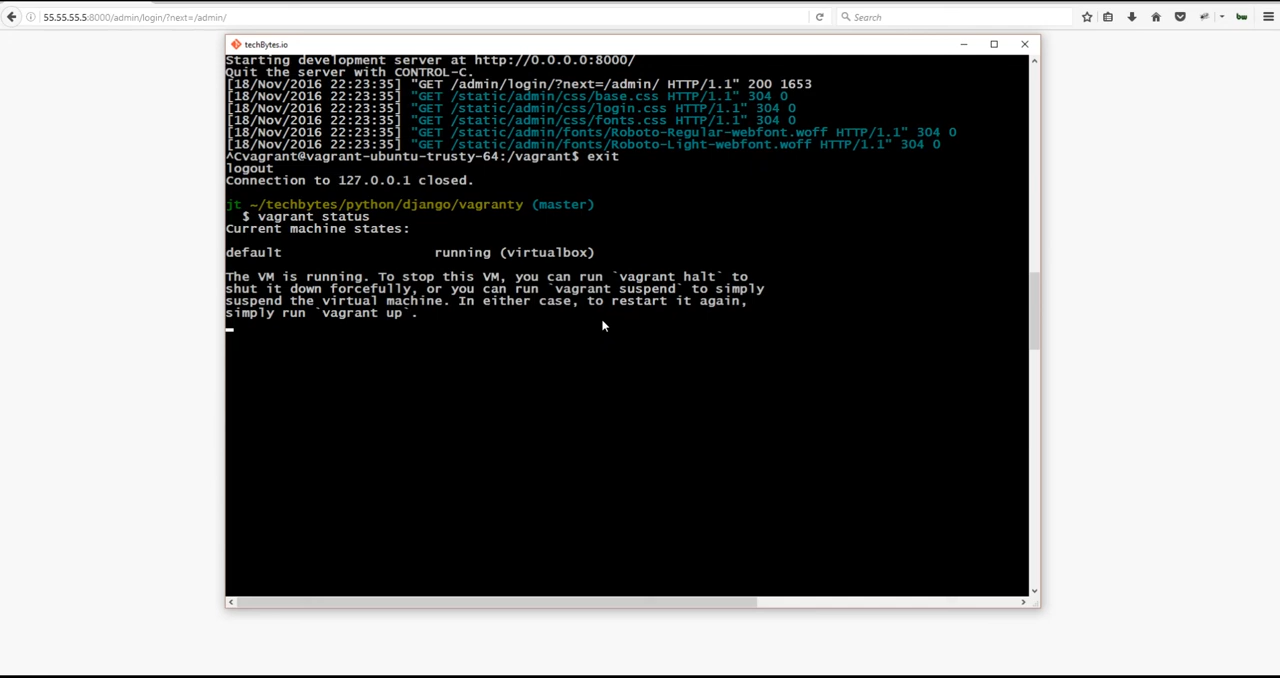 55.55.55.5:8000/admin/login/?next=/admin/
Search
techBytes.io
Starting development server at http://0.0.0.0:8000/
Quit the server with CONTROL-C.
[18/Nov/2016 22:23:35] "GET /admin/login/?next=/admin/ HTTP/1.1" 200 1653
[18/Nov/2016 22:23:35] "GET /static/admin/css/base.css HTTP/1.1" 304 0
[18/Nov/2016 22:23:35] "GET /static/admin/css/login.css HTTP/1.1" 304 0
[18/Nov/2016 22:23:35] "GET /static/admin/css/fonts.css HTTP/1.1" 304 0
[18/Nov/2016 22:23:35] "GET /static/admin/fonts/Roboto-Regular-webfont.woff HTTP/1.1" 304 0
[18/Nov/2016 22:23:35] "GET /static/admin/fonts/Roboto-Light-webfont.woff HTTP/1.1" 304 0
^Cvagrant@vagrant-ubuntu-trusty-64:/vagrant$ exit
logout
Connection to 127.0.0.1 closed.
jt ~/techbytes/python/django/vagranty (master)
$ vagrant status
Current machine states:
default running (virtualbox)
The VM is running. To stop this VM, you can run `vagrant halt` to
shut it down forcefully, or you can run `vagrant suspend` to simply
suspend the virtual machine. In either case, to restart it again,
simply run `vagrant up`.